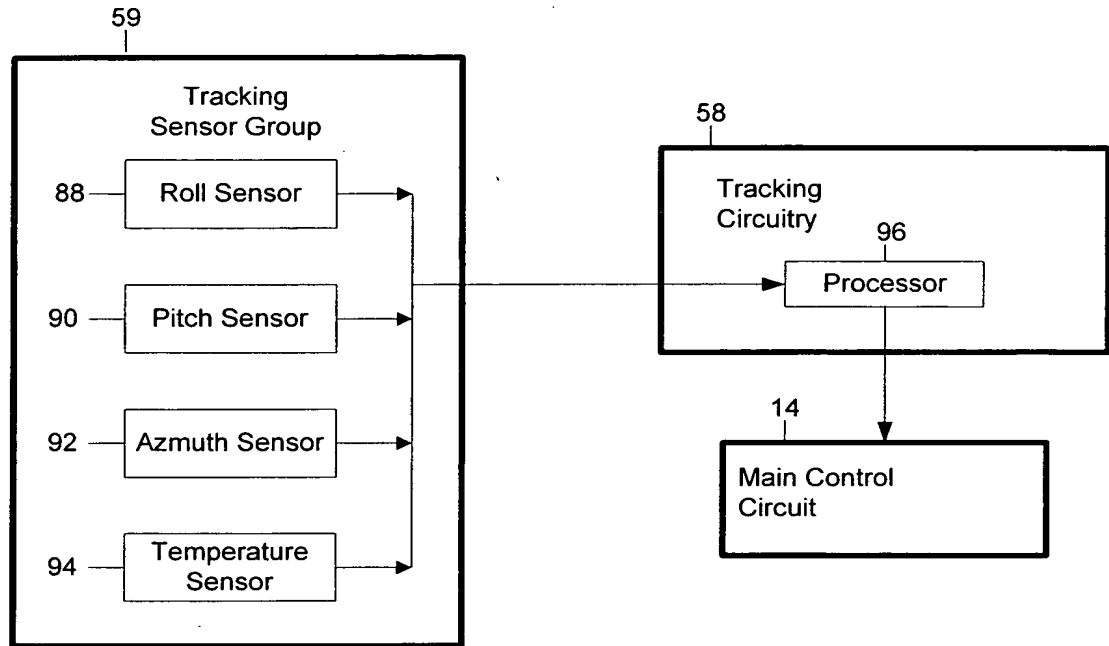 59
Tracking
Sensor Group
88
Roll Sensor
90
Pitch Sensor
92
Azmuth Sensor
94
Temperature
Sensor
58
Tracking
Circuitry
96
Processor
14
Main Control
Circuit